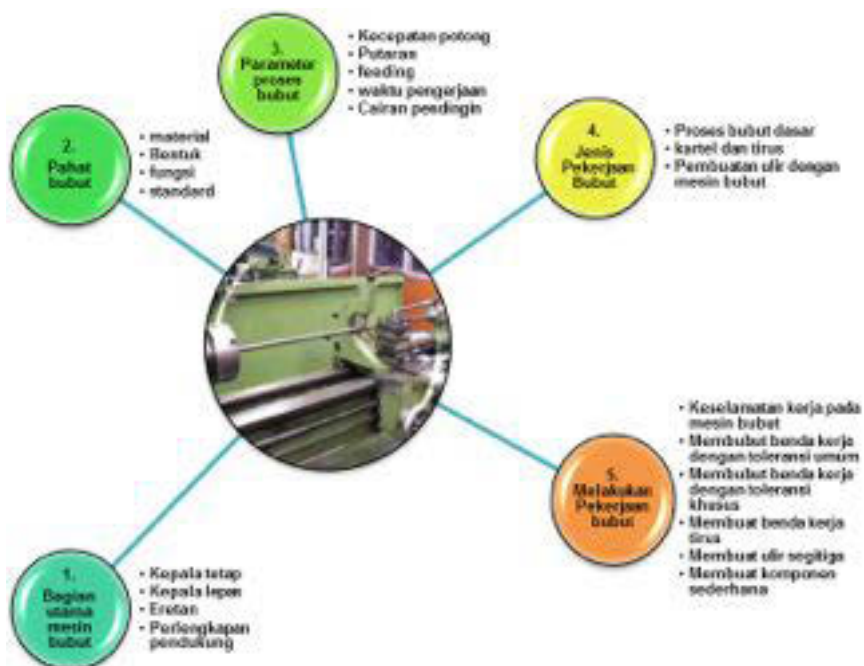 1.
Bagian
utama
mesin
bubut
• Kepala tetap
• Kepala lepas
• Eretan
• Perlengkapan
pendukung
2.
Pahat
bubut
• material
• Bentuk
• fungsi
• standard
3.
Parameter
proses
bubut
• Kecepatan potong
• Putaran
• feeding
• waktu pengerjaan
• Cairan pendingin
4.
Jenis
Pekerjaan
Bubut
• Proses bubut dasar
• kartel dan tirus
• Pembuatan ulir dengan
mesin bubut
5.
Melakukan
Pekerjaan
bubut
• Keselamatan kerja pada
mesin bubut
• Membubut benda kerja
dengan toleransi umum
• Membubut benda kerja
dengan toleransi
khusus
• Membuat benda kerja
tirus
• Membuat ulir segitiga
• Membuat komponen
sederhana